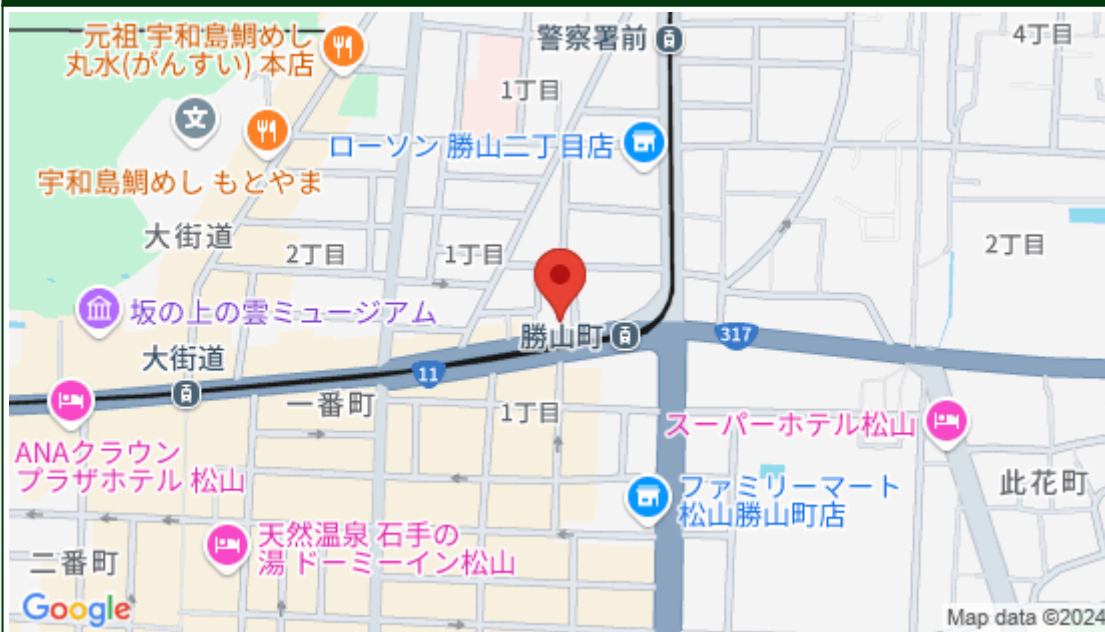 元祖 宇和島鯛めし
丸水(がんすい) 本店
警察署前
4丁目
1丁目
文
ローソン 勝山二丁目店
宇和島鯛めし もとやま
大街道
2丁目
1丁目
2丁目
坂の上の雲ミュージアム
勝山町
317
大街道
11
一番町
1丁目
スーパーホテル松山
ANAクラウン
プラザホテル 松山
ファミリーマート
松山勝山町店
此花町
天然温泉 石手の
湯 ドーミーイン松山
二番町
Google
Map data ©2024